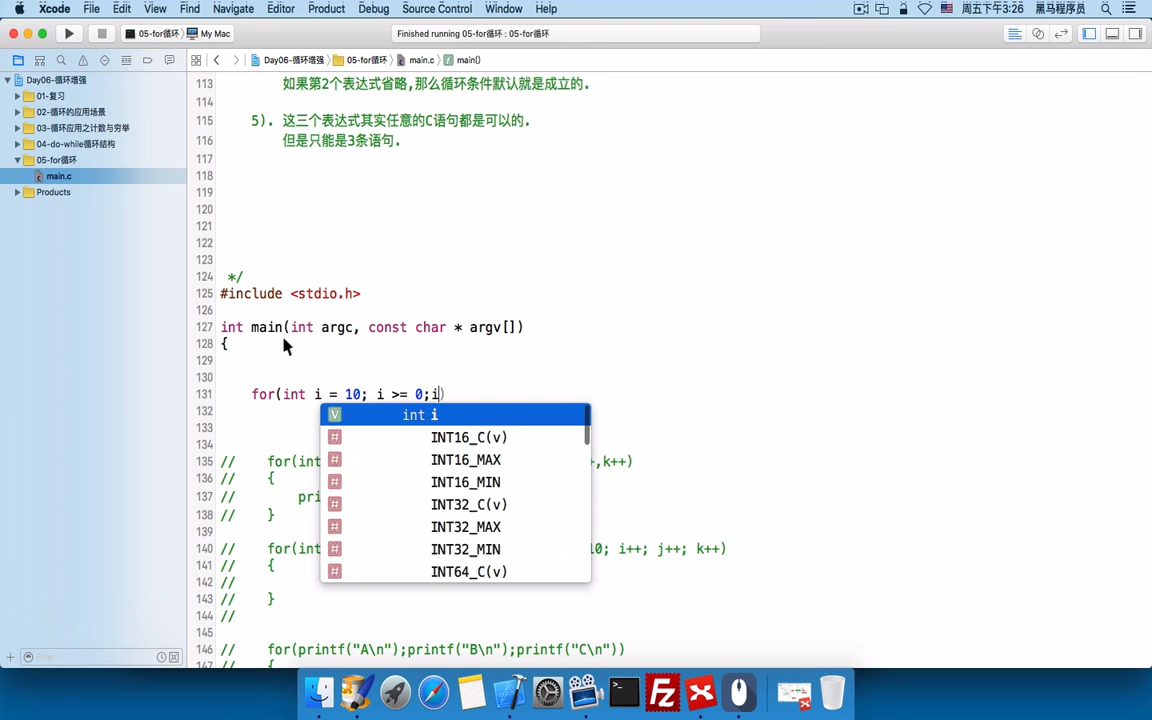 Xcode File Edit View Find Navigate Editor Product Debug Source Control Window Help 周五下午3:26 黑马程序员
05-for循环 My Mac Finished running 05-for循环 : 05-for循环
Day06-循环增强 05-for循环 main.c main()
Day06-循环增强
01-复习
02-循环的应用场景
03-循环应用之计数与穷举
04-do-while循环结构
05-for循环
main.c
Products
113 如果第2个表达式省略,那么循环条件默认就是成立的.
114
115 5). 这三个表达式其实任意的C语句都是可以的.
116 但是只能是3条语句.
117
118
119
120
121
122
123
124 */
125 #include <stdio.h>
126
127 int main(int argc, const char * argv[])
128 {
129
130
131 for(int i = 10; i >= 0;i)
132 int i
133 INT16_C(v)
134 INT16_MAX
INT16_MIN
INT32_C(v)
INT32_MAX
INT32_MIN
INT64_C(v)
135 // for(int +,k++)
136 // {
137 // pri
138 // }
139
140 // for(int 10; i++; j++; k++)
141 // {
142 //
143 // }
144 //
145
146 // for(printf("A\n");printf("B\n");printf("C\n"))
147 // {
Filter